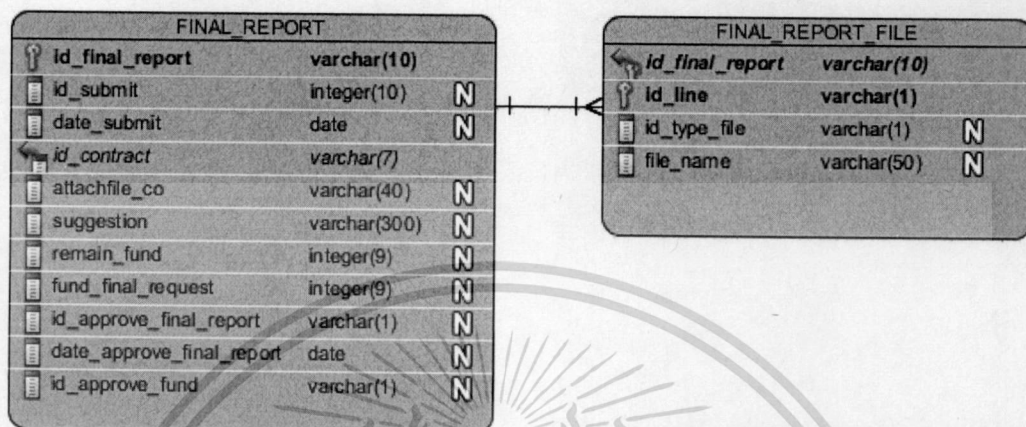 FINAL_REPORT
id_final_report varchar(10)
id_submit integer(10) N
date_submit date N
id_contract varchar(7)
attachfile_co varchar(40) N
suggestion varchar(300) N
remain_fund integer(9) N
fund_final_request integer(9) N
id_approve_final_report varchar(1) N
date_approve_final_report date N
id_approve_fund varchar(1) N
FINAL_REPORT_FILE
id_final_report varchar(10)
id_line varchar(1)
id_type_file varchar(1) N
file_name varchar(50) N